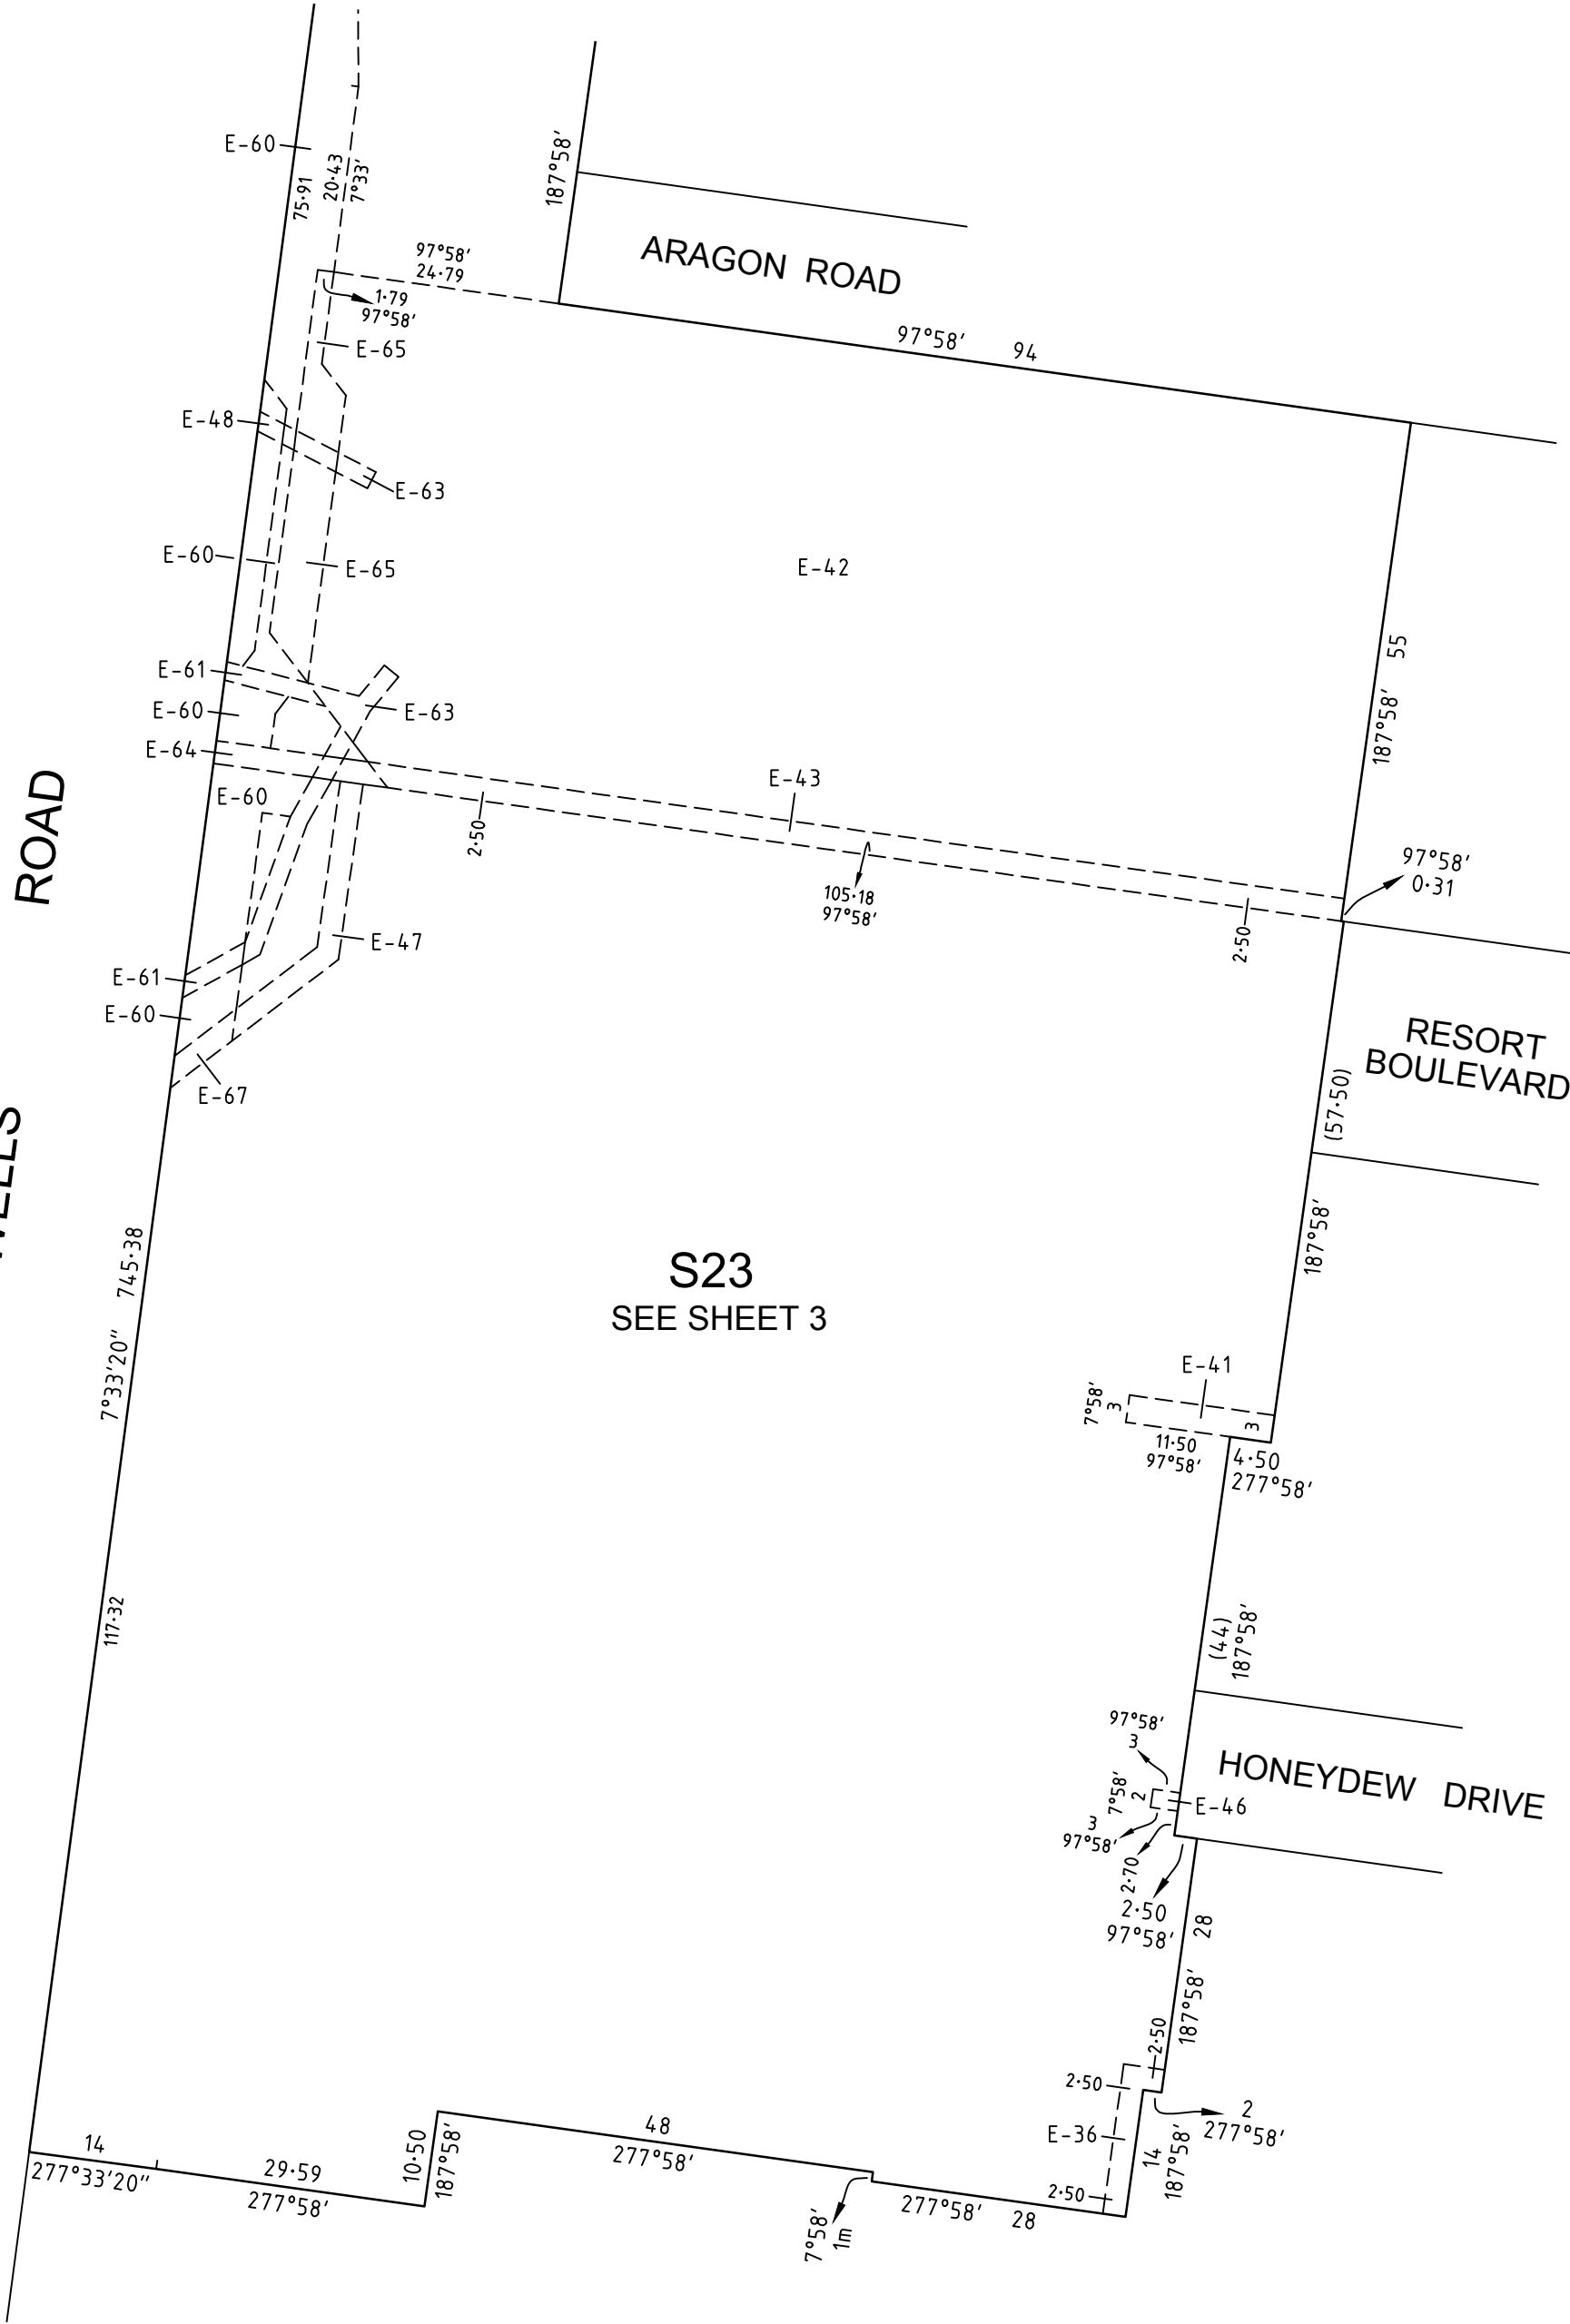 E-60
75·91
20·43
7°33'
187°58'
ARAGON ROAD
97°58'
24·79
1·79
97°58'
E-65
97°58' 94
E-48
E-63
E-60
E-65
E-42
55
187°58'
E-61
E-60
E-63
E-64
E-43
E-60
2·50
ROAD
105·18
97°58'
97°58'
0·31
2·50
E-47
E-61
E-60
E-67
RESORT
BOULEVARD
(57·50)
187°58'
745·38
7°33'20"
S23
SEE SHEET 3
E-41
7°58'
3
3
11·50
97°58'
4·50
277°58'
117·32
(44)
187°58'
97°58'
3
7°58'
2
E-46
HONEYDEW DRIVE
3
97°58'
2·70
2·50
97°58'
28
187°58'
2·50
2·50
E-36
2
277°58'
14
187°58'
2·50
14
277°33'20"
29·59
277°58'
10·50
187°58'
48
277°58'
7°58'
1m
277°58' 28